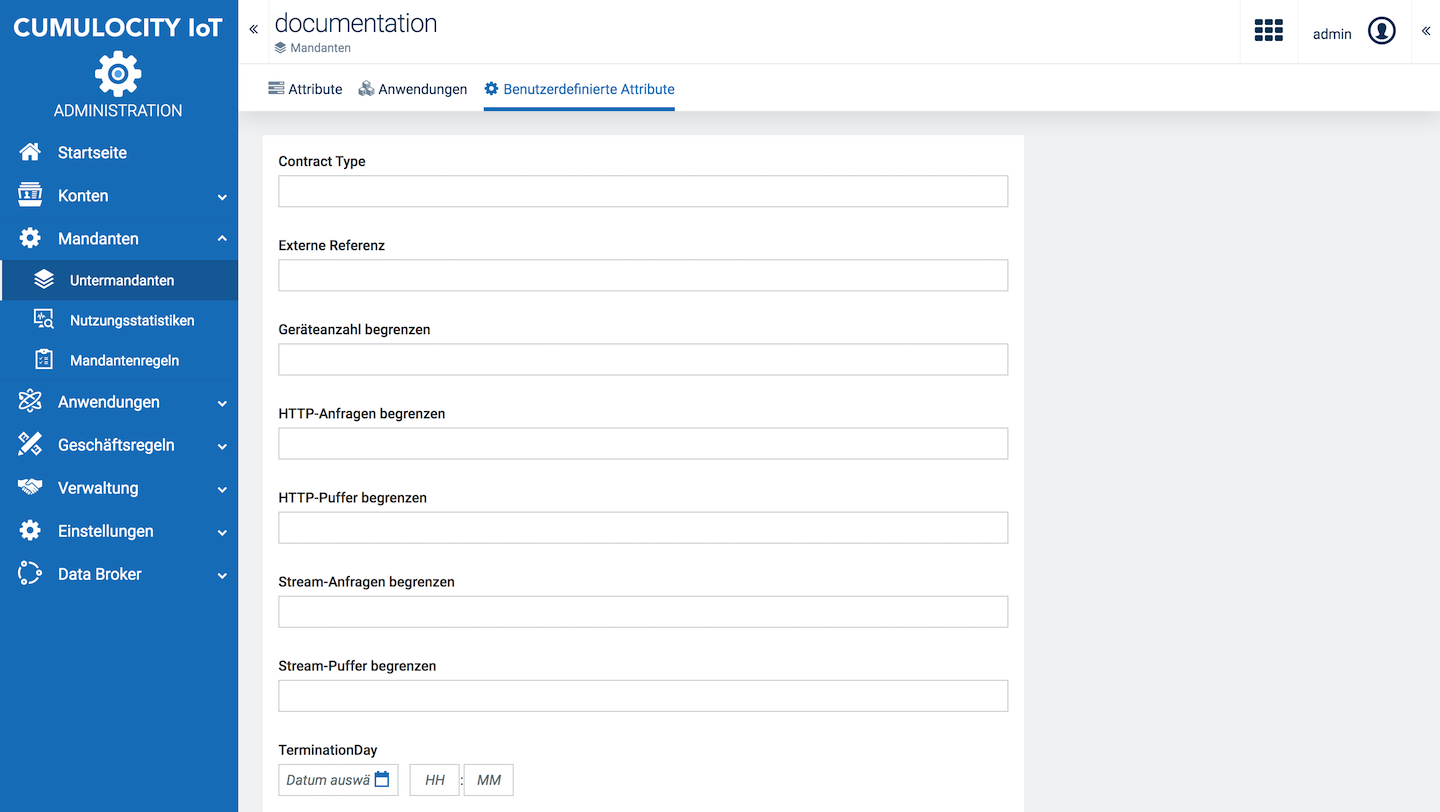 CUMULOCITY IoT
ADMINISTRATION
Startseite
Konten
Mandanten
Untermandanten
Nutzungsstatistiken
Mandantenregeln
Anwendungen
Geschäftsregeln
Verwaltung
Einstellungen
Data Broker
documentation
Mandanten
admin
Attribute
Anwendungen
Benutzerdefinierte Attribute
Contract Type
Externe Referenz
Geräteanzahl begrenzen
HTTP-Anfragen begrenzen
HTTP-Puffer begrenzen
Stream-Anfragen begrenzen
Stream-Puffer begrenzen
TerminationDay
Datum auswä HH : MM